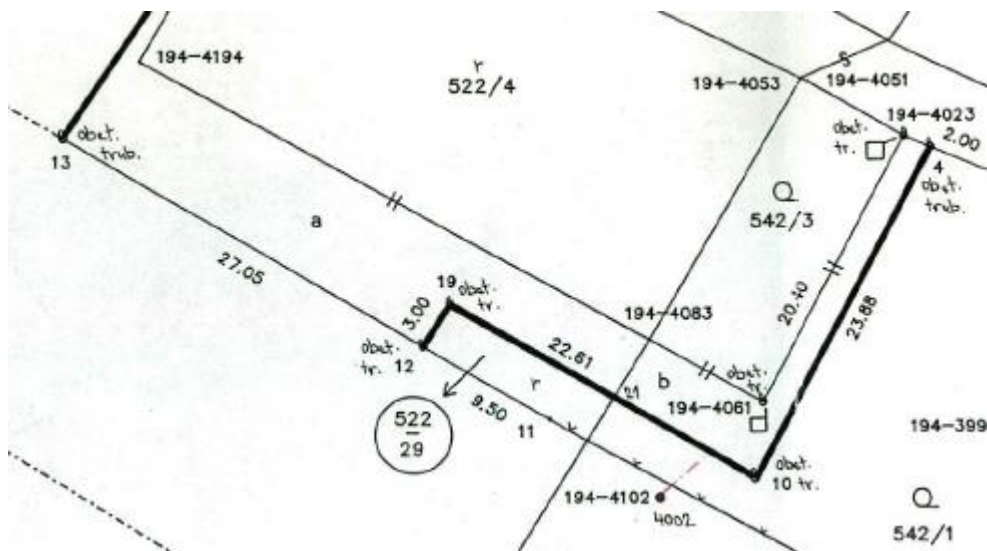 194-4194
r
522/4
194-4053
194-4051
194-4023
2.00
obet.
tr.
4
obet.
trub.
obet.
trub.
13
542/3
a
27.05
20.40
23.88
19
obet.
tr.
3.00
194-4083
22.61
obet.
tr.
12
r
21
b
obet.
tr.
194-4061
9.50
11
522
29
194-399
obet.
10 tr.
194-4102
4002
542/1